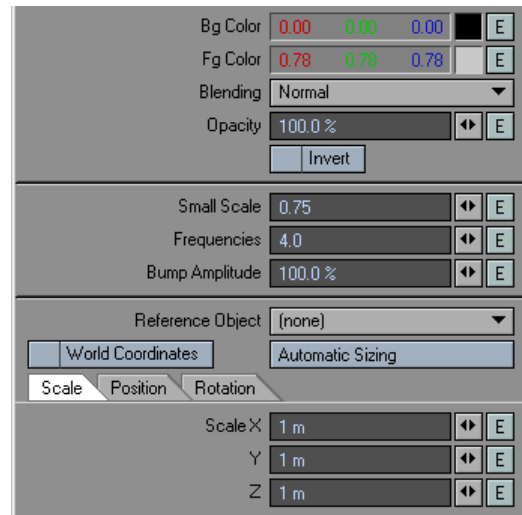 Bg Color 0.00 0.00 0.00 E
Fg Color 0.78 0.78 0.78 E
Blending Normal
Opacity 100.0 % E
Invert
Small Scale 0.75 E
Frequencies 4.0 E
Bump Amplitude 100.0 % E
Reference Object (none)
World Coordinates Automatic Sizing
Scale Position Rotation
Scale X 1 m E
Y 1 m E
Z 1 m E